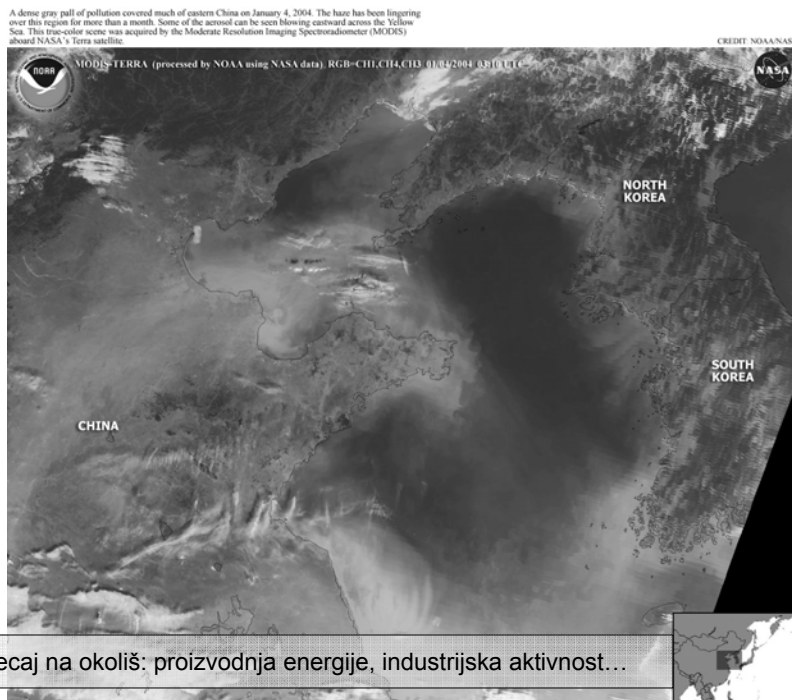 A dense gray pall of pollution covered much of eastern China on January 4, 2004. The haze has been lingering
over this region for more than a month. Some of the aerosol can be seen blowing eastward across the Yellow
Sea. This true-color scene was acquired by the Moderate Resolution Imaging Spectroradiometer (MODIS)
aboard NASA's Terra satellite.
CREDIT: NOAA/NAS
NOAA
MODIS-TERRA (processed by NOAA using NASA data) RGB=CH1,CH4,CH3 01/04/2004 03:10 UTC
NASA
NORTH
KOREA
SOUTH
KOREA
CHINA
ecaj na okoliš: proizvodnja energije, industrijska aktivnost…